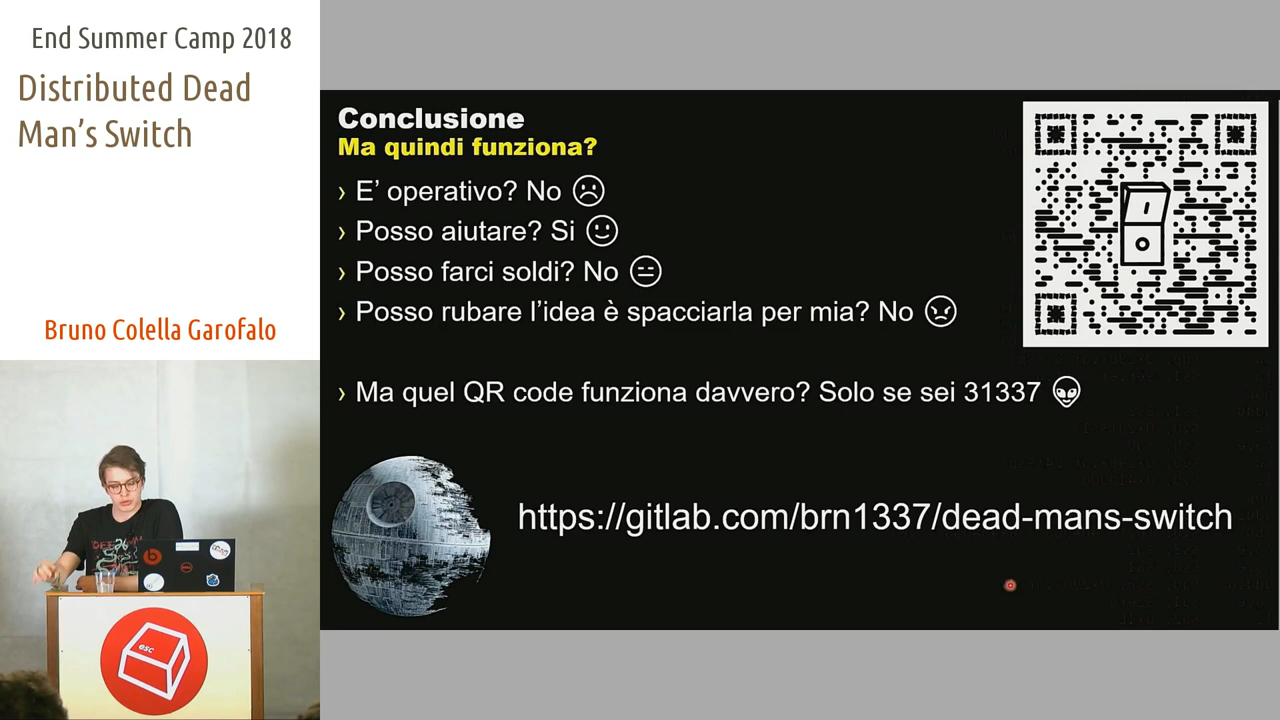 End Summer Camp 2018
Distributed Dead
Man's Switch
Bruno Colella Garofalo
Conclusione
Ma quindi funziona?
› E' operativo? No
› Posso aiutare? Si
› Posso farci soldi? No
› Posso rubare l'idea è spacciarla per mia? No
› Ma quel QR code funziona davvero? Solo se sei 31337
https://gitlab.com/brn1337/dead-mans-switch
esc